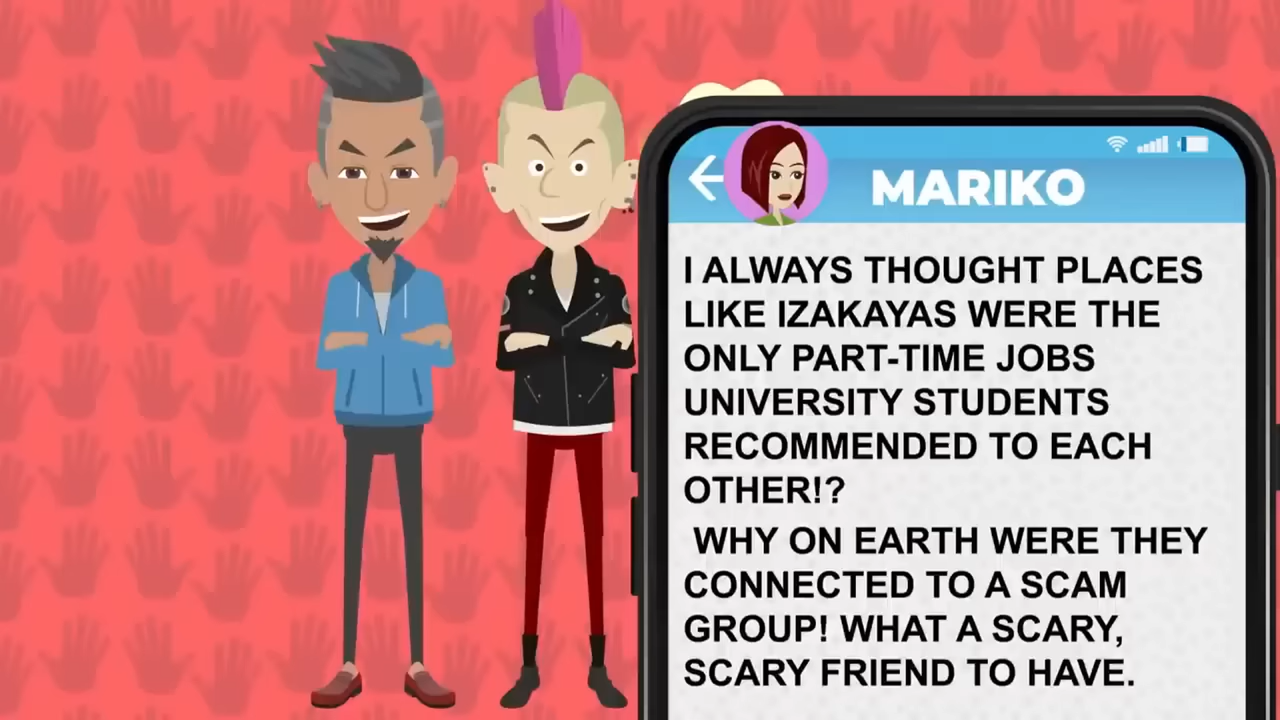 MARIKO
I ALWAYS THOUGHT PLACES
LIKE IZAKAYAS WERE THE
ONLY PART-TIME JOBS
UNIVERSITY STUDENTS
RECOMMENDED TO EACH
OTHER!?
WHY ON EARTH WERE THEY
CONNECTED TO A SCAM
GROUP! WHAT A SCARY,
SCARY FRIEND TO HAVE.